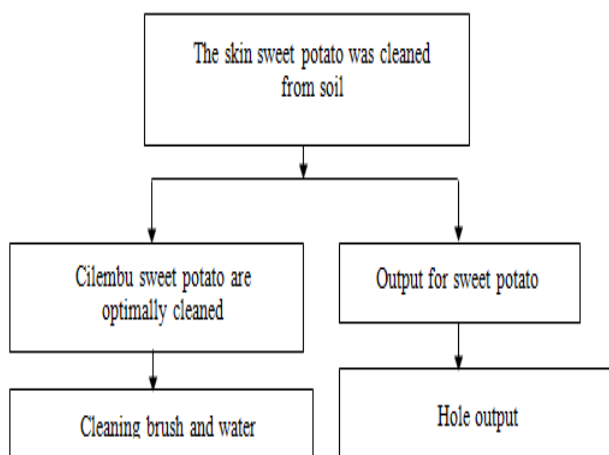 The skin sweet potato was cleaned
from soil
Cilembu sweet potato are
optimally cleaned
Output for sweet potato
Cleaning brush and water
Hole output